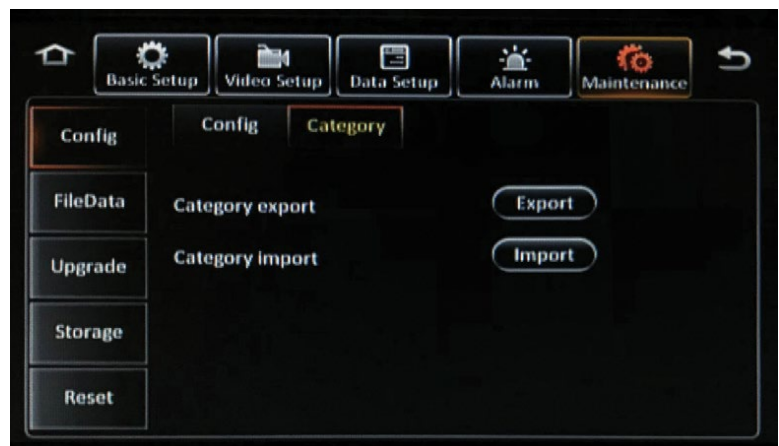 Basic Setup Video Setup Data Setup Alarm Maintenance
Config Config Category
FileData Category export Export
Upgrade Category import Import
Storage
Reset